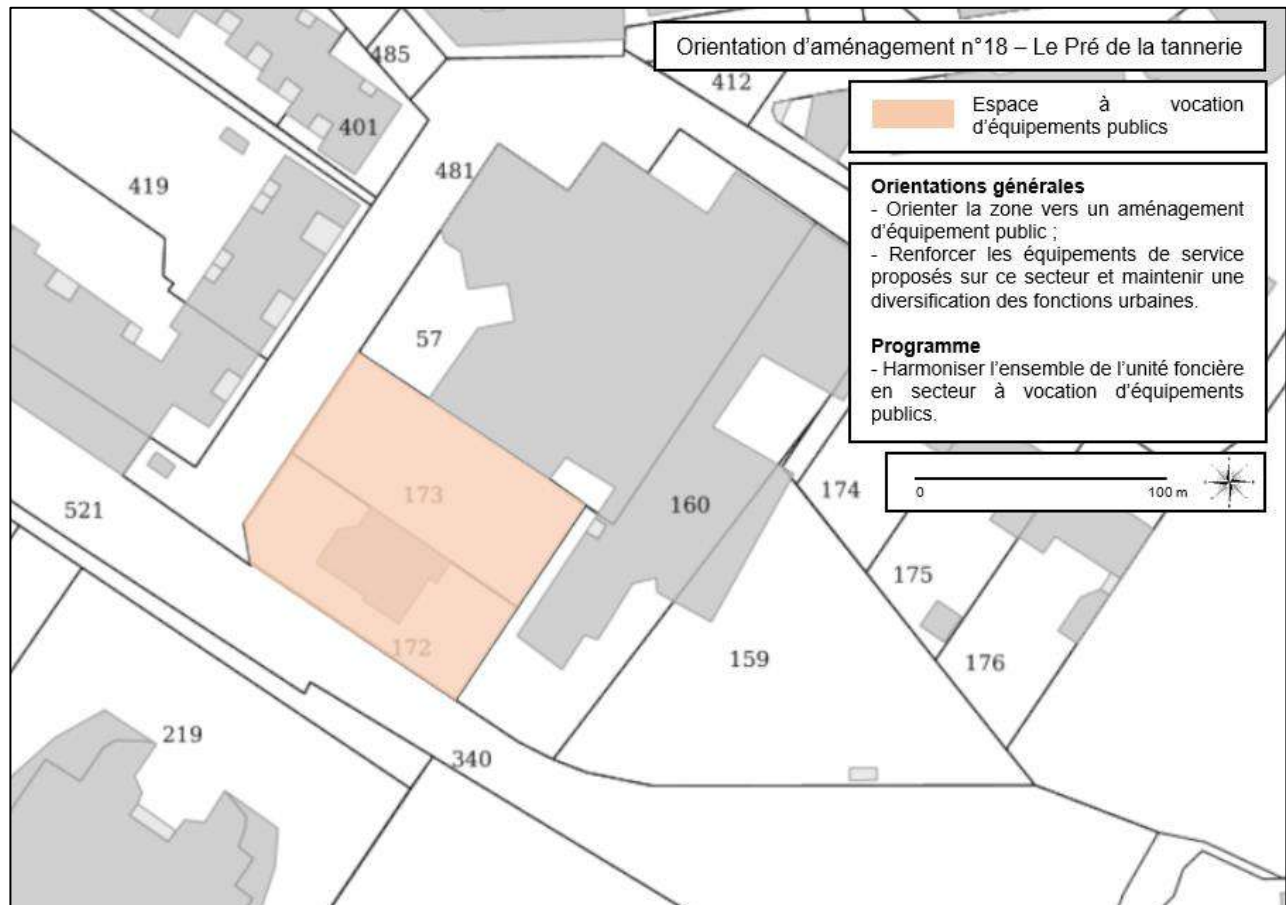 Orientation d'aménagement n°18 – Le Pré de la tannerie
Espace à vocation
d'équipements publics
Orientations générales
- Orienter la zone vers un aménagement
d'équipement public ;
- Renforcer les équipements de service
proposés sur ce secteur et maintenir une
diversification des fonctions urbaines.
Programme
- Harmoniser l'ensemble de l'unité foncière
en secteur à vocation d'équipements
publics.
0 100 m
485
412
401
419
481
57
173
521
160
174
175
172
159
176
219
340